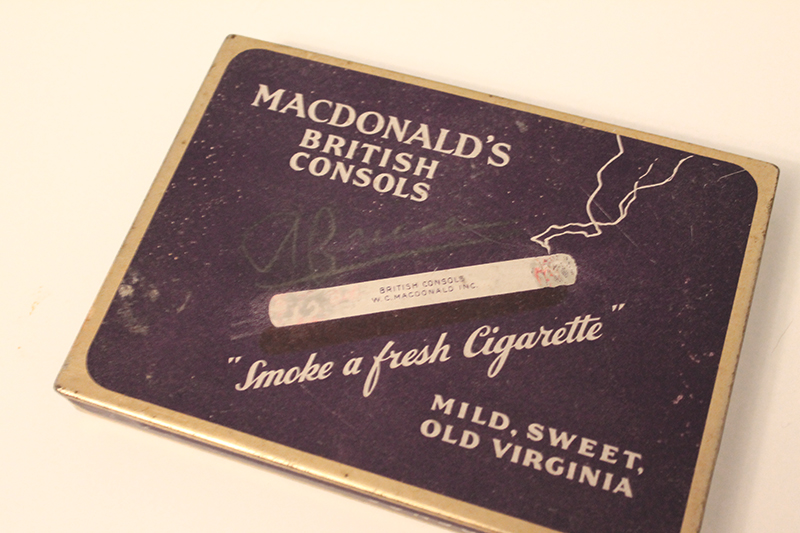 MACDONALD'S
BRITISH
CONSOLS
BRITISH CONSOLS
W.C. MACDONALD INC.
"Smoke a fresh Cigarette"
MILD, SWEET,
OLD VIRGINIA